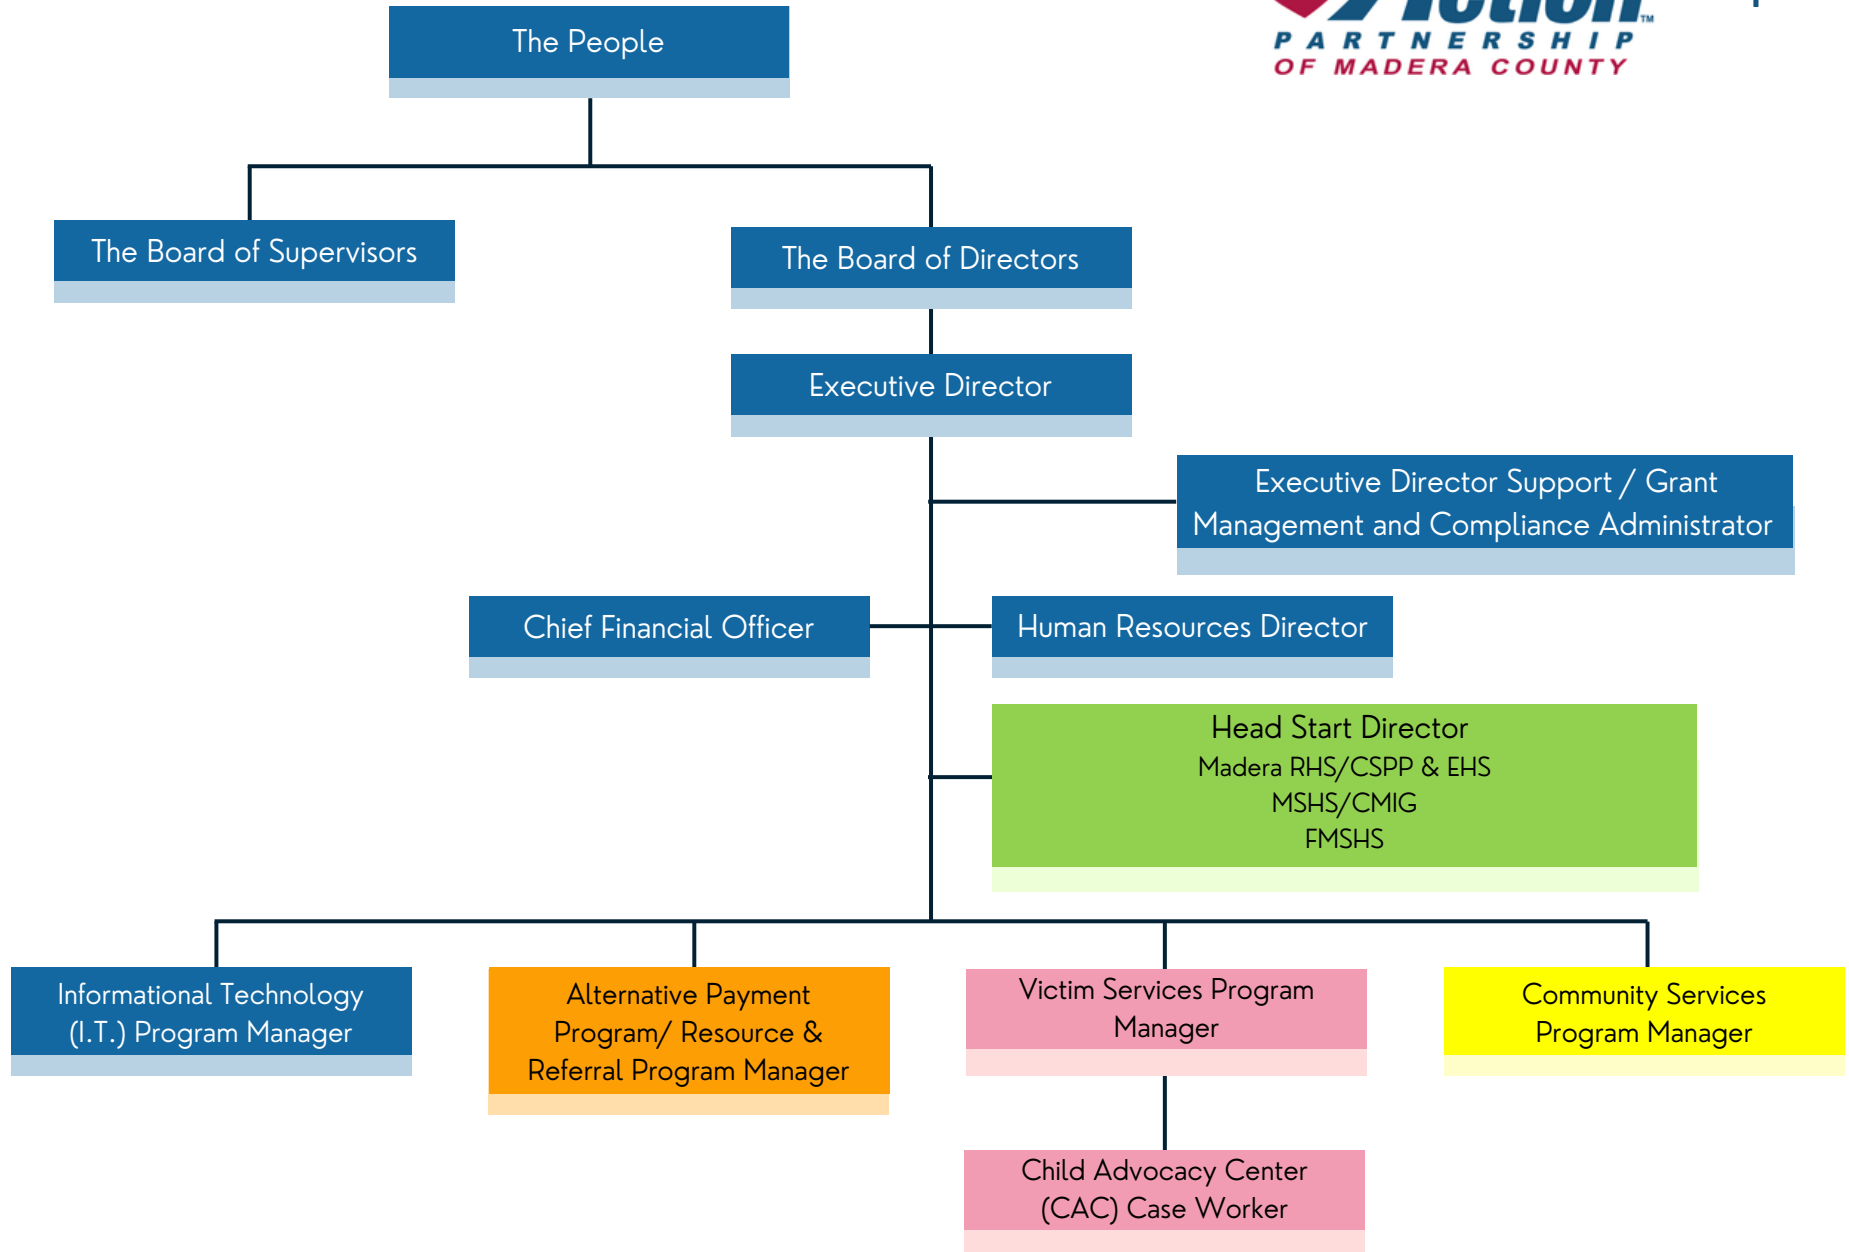 The People
Action™
PARTNERSHIP
OF MADERA COUNTY
The Board of Supervisors
The Board of Directors
Executive Director
Executive Director Support / Grant
Management and Compliance Administrator
Chief Financial Officer
Human Resources Director
Head Start Director
Madera RHS/CSPP & EHS
MSHS/CMIG
FMSHS
Informational Technology
(I.T.) Program Manager
Alternative Payment
Program/ Resource &
Referral Program Manager
Victim Services Program
Manager
Community Services
Program Manager
Child Advocacy Center
(CAC) Case Worker